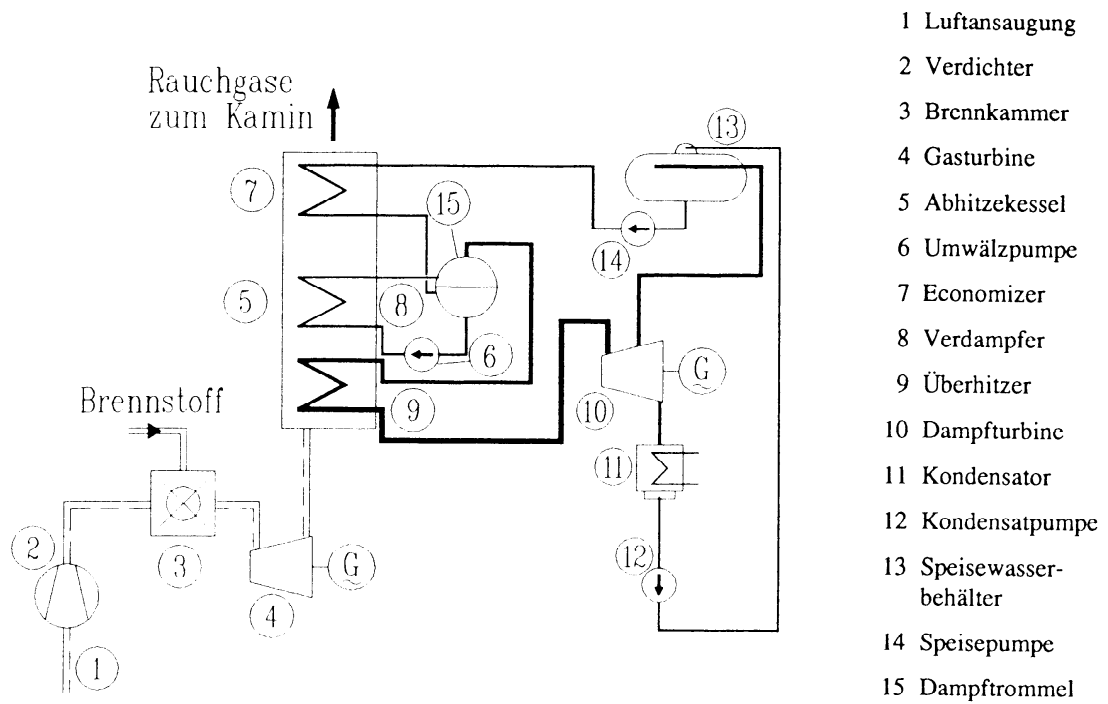 Rauchgase
zum Kamin
13
7
15
14
5
8
6
G
Brennstoff
9
10
11
2
12
3
G
4
1
1 Luftansaugung
2 Verdichter
3 Brennkammer
4 Gasturbine
5 Abhitzekessel
6 Umwälzpumpe
7 Economizer
8 Verdampfer
9 Überhitzer
10 Dampfturbine
11 Kondensator
12 Kondensatpumpe
13 Speisewasser-
behälter
14 Speisepumpe
15 Dampftrommel